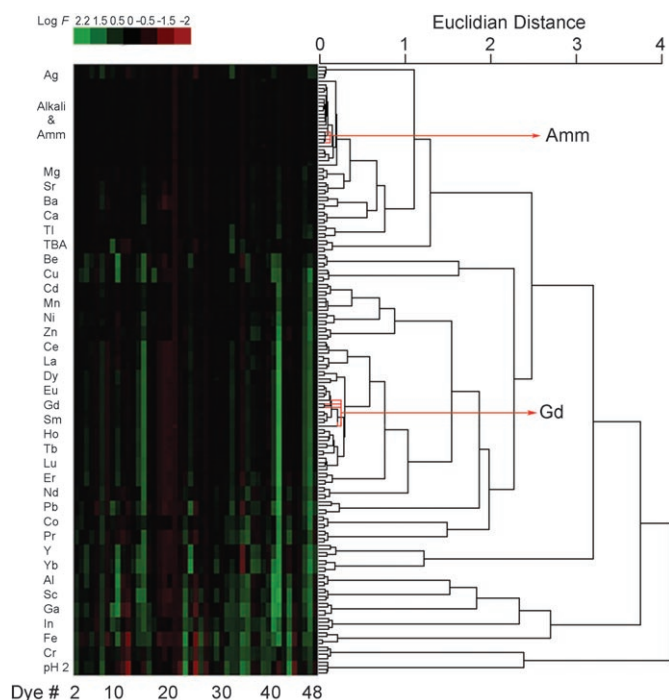 Log F 2.2 1.5 0.5 0 -0.5 -1.5 -2
Euclidian Distance
0 1 2 3 4
Ag
Alkali
&
Amm
Mg
Sr
Ba
Ca
Tl
TBA
Be
Cu
Cd
Mn
Ni
Zn
Ce
La
Dy
Eu
Gd
Sm
Ho
Tb
Lu
Er
Nd
Pb
Co
Pr
Y
Yb
Al
Sc
Ga
In
Fe
Cr
pH 2
Amm
Gd
Dye # 2 10 20 30 40 48